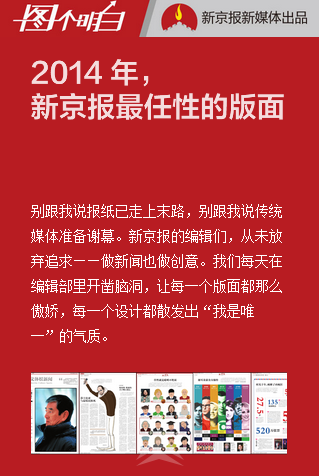 图个明白
新京报新媒体出品
2014 年，
新京报最任性的版面
别跟我说报纸已走上末路，别跟我说传统
媒体准备谢幕。新京报的编辑们，从未放
弃追求——做新闻也做创意。我们每天在
编辑部里开凿脑洞，让每一个版面都那么
傲娇，每一个设计都散发出“我是唯
一”的气质。
27.5
135
520